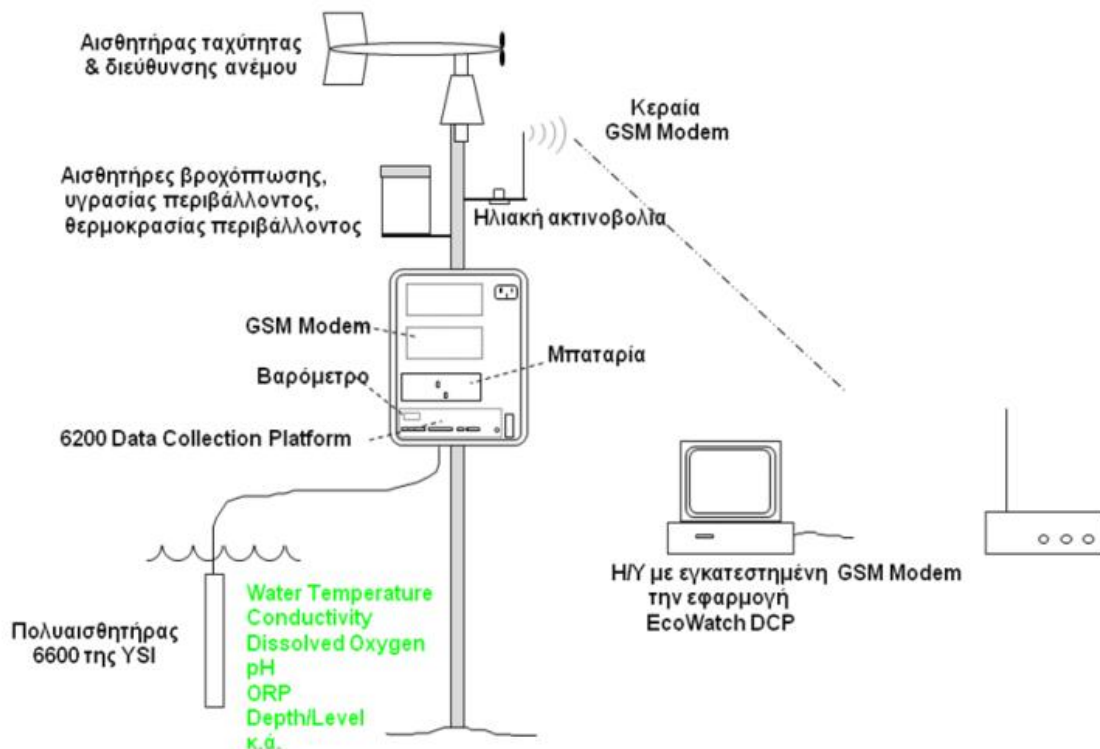 Αισθητήρας ταχύτητας
& διεύθυνσης ανέμου
Κεραία
GSM Modem
Αισθητήρες βροχόπτωσης,
υγρασίας περιβάλλοντος,
θερμοκρασίας περιβάλλοντος
Ηλιακή ακτινοβολία
GSM Modem
Μπαταρία
Βαρόμετρο
6200 Data Collection Platform
Πολυαισθητήρας
6600 της YSI
Water Temperature
Conductivity
Dissolved Oxygen
pH
ORP
Depth/Level
κ.ά.
Η/Υ με εγκατεστημένη
την εφαρμογή
EcoWatch DCP
GSM Modem